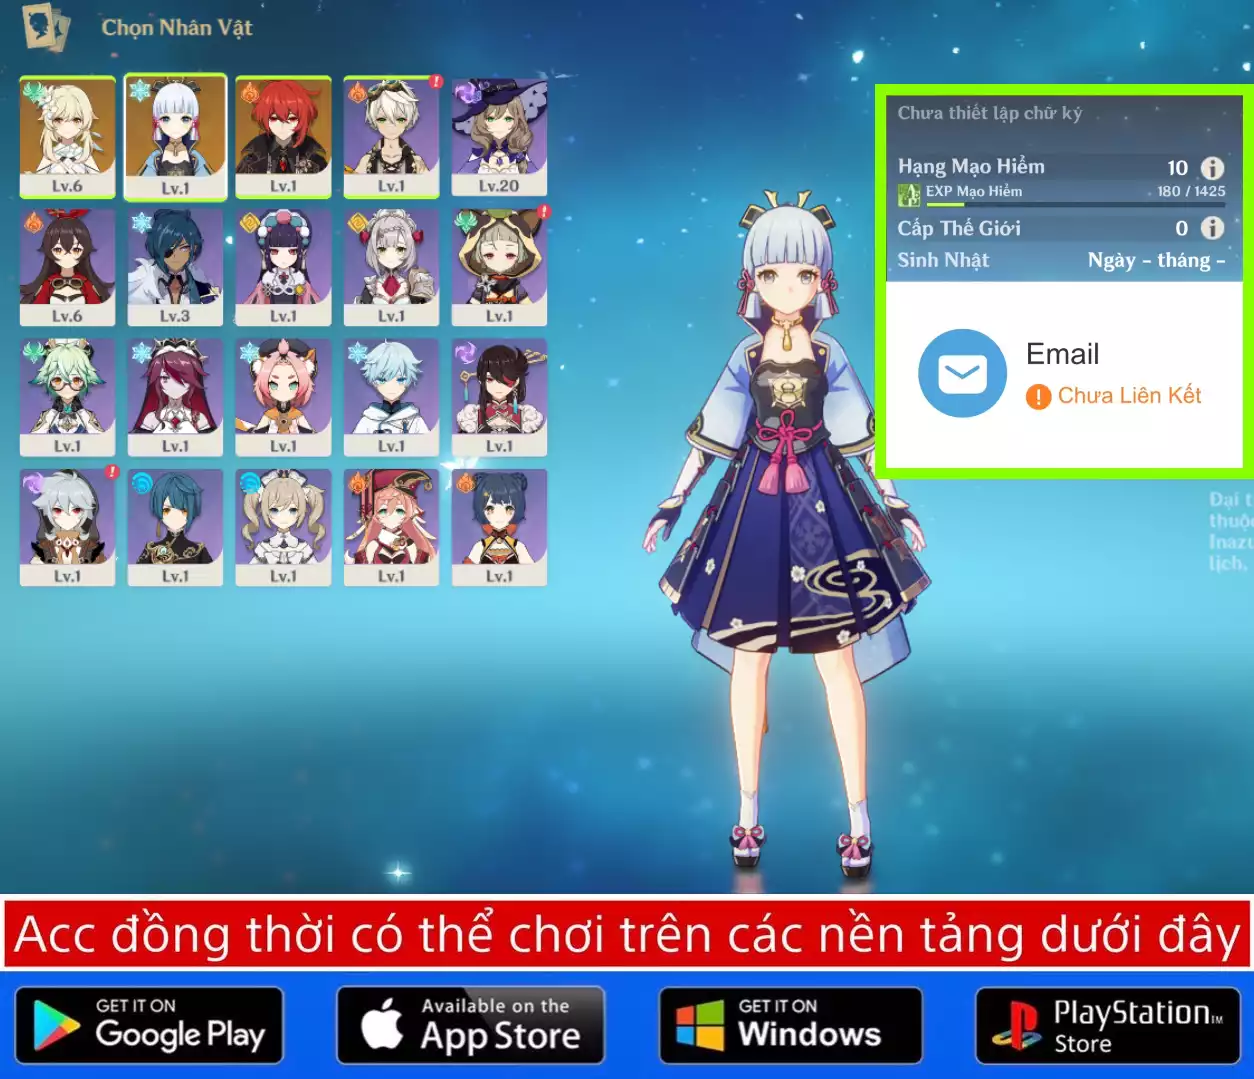 Chọn Nhân Vật
Lv.6
Lv.1
Lv.1
Lv.1
Lv.20
Lv.6
Lv.3
Lv.1
Lv.1
Lv.1
Lv.1
Lv.1
Lv.1
Lv.1
Lv.1
Lv.1
Lv.1
Lv.1
Lv.1
Lv.1
Chưa thiết lập chữ ký
Hạng Mạo Hiểm 10
EXP Mạo Hiểm 180 / 1425
Cấp Thế Giới 0
Sinh Nhật Ngày - tháng -
Email
Chưa Liên Kết
Đại t
thuộ
Inazu
lịch,
Acc đồng thời có thể chơi trên các nền tảng dưới đây
GET IT ON
Google Play
Available on the
App Store
GET IT ON
Windows
PlayStation TM
Store